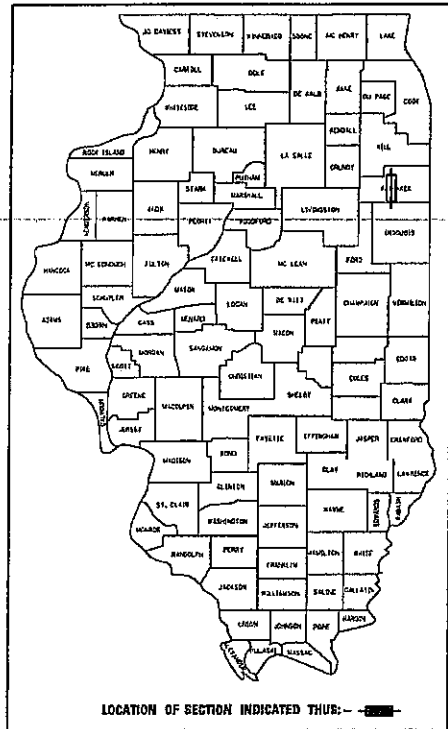 JO DAVIESS STEPHENSON WINNEBAGO BOONE MC HENRY LAKE
CARROLL OGLE DE KALB KANE DU PAGE COOK
WHITESIDE LEE KENDALL WILL
ROCK ISLAND HENRY BUREAU LA SALLE GRUNDY
MERCER STARK PUTNAM MARSHALL KANKAKEE
HENDERSON WARREN KNOX PEORIA WOODFORD LIVINGSTON IROQUOIS
HANCOCK MC DONOUGH FULTON TAZEWELL MC LEAN FORD
SCHUYLER MASON LOGAN DE WITT CHAMPAIGN VERMILION
ADAMS BROWN CASS MENARD MACON PIATT
PIKE SCOTT MORGAN SANGAMON CHRISTIAN COLES EDGAR
CALHOUN GREENE MACOUPIN MONTGOMERY SHELBY CLARK
JERSEY FAYETTE EFFINGHAM JASPER CRAWFORD
MADISON BOND CLAY RICHLAND LAWRENCE
ST. CLAIR CLINTON MARION WAYNE EDWARDS WABASH
MONROE WASHINGTON JEFFERSON
RANDOLPH PERRY FRANKLIN HAMILTON WHITE
JACKSON WILLIAMSON SALINE GALLATIN
UNION JOHNSON POPE HARDIN
ALEXANDER PULASKI MASSAC
LOCATION OF SECTION INDICATED THUS:-